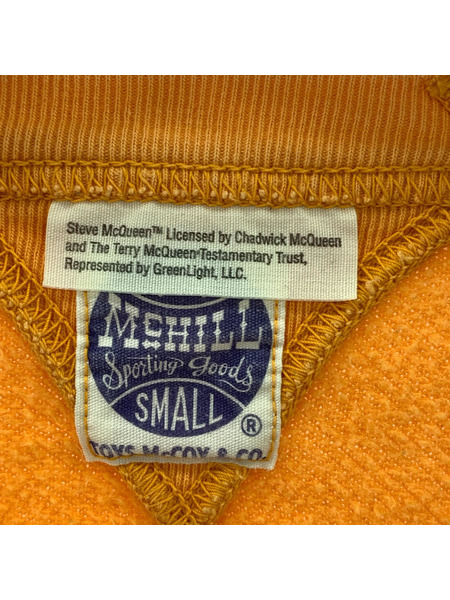 Steve McQueen™ Licensed by Chadwick McQueen
and The Terry McQueen Testamentary Trust,
Represented by GreenLight, LLC.
McHILL
Sporting Goods
SMALL
®
TOYS McCOY & CO.